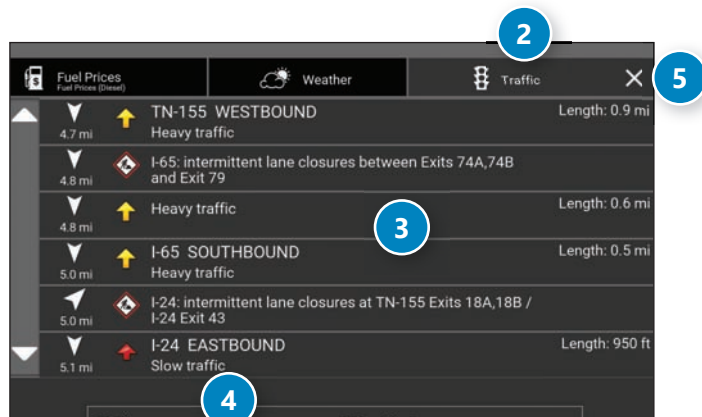 2
Fuel Prices
Fuel Prices (Diesel)
Weather
Traffic
5
4.7 mi
TN-155 WESTBOUND
Heavy traffic
Length: 0.9 mi
4.8 mi
I-65: intermittent lane closures between Exits 74A,74B
and Exit 79
4.8 mi
Heavy traffic
Length: 0.6 mi
3
5.0 mi
I-65 SOUTHBOUND
Heavy traffic
Length: 0.5 mi
5.0 mi
I-24: intermittent lane closures at TN-155 Exits 18A,18B /
I-24 Exit 43
5.1 mi
I-24 EASTBOUND
Slow traffic
Length: 950 ft
4